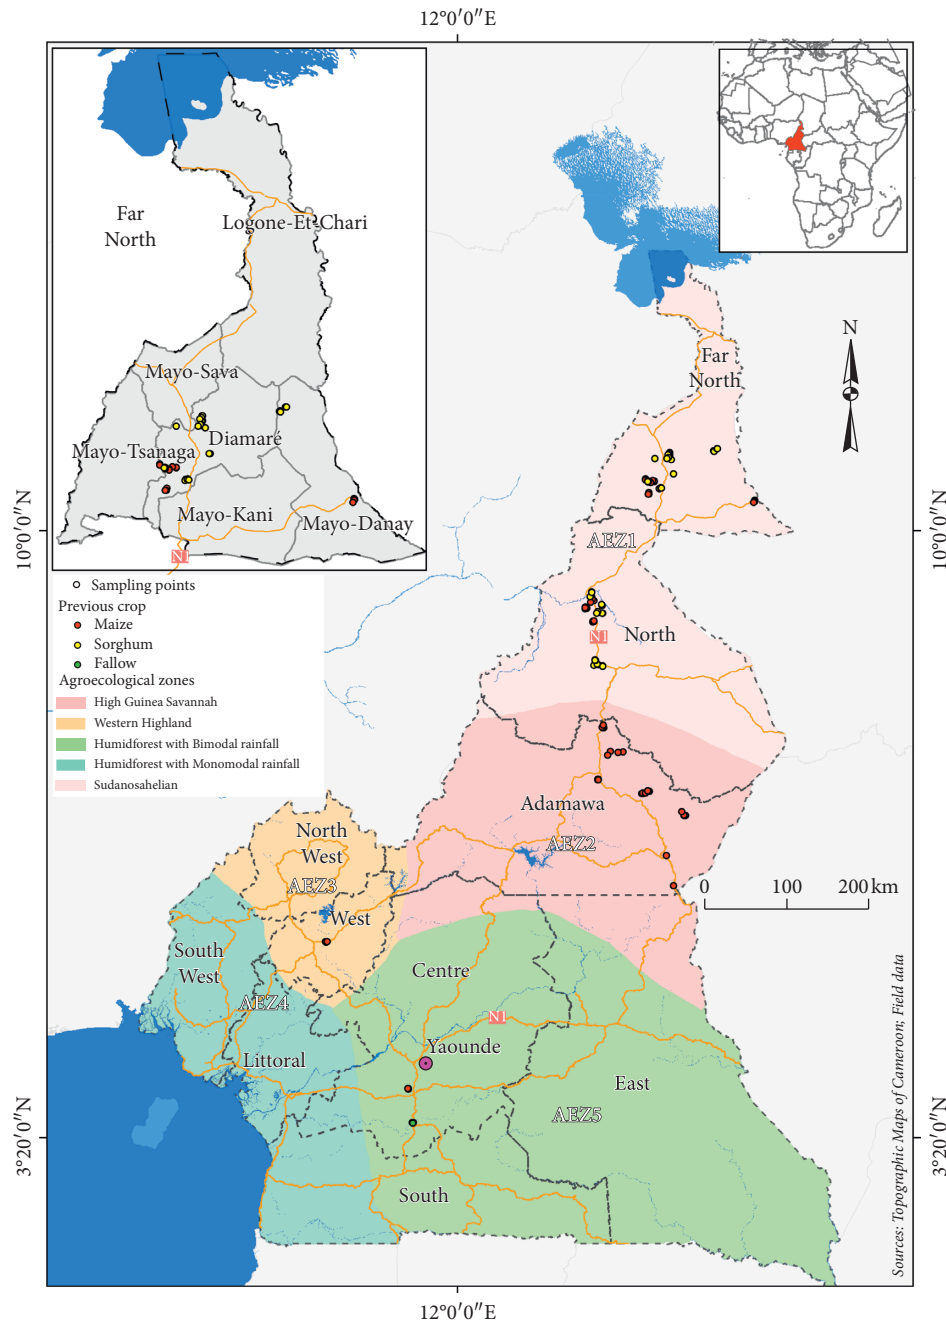 12°0′0″E
Far
North
Logone-Et-Chari
Mayo-Sava
Diamaré
Mayo-Tsanaga
Mayo-Kani
Mayo-Danay
N1
10°0′0″N
10°0′0″N
N
Sampling points
Previous crop
Maize
Sorghum
Fallow
Agroecological zones
High Guinea Savannah
Western Highland
Humidforest with Bimodal rainfall
Humidforest with Monomodal rainfall
Sudanosahelian
Far
North
AEZ1
North
N1
Adamawa
AEZ2
North
West
AEZ3
West
0 100 200 km
South
West
AEZ4
Littoral
Centre
N1
Yaounde
East
AEZ5
South
3°20′0″N
3°20′0″N
Sources: Topographic Maps of Cameroon; Field data
12°0′0″E